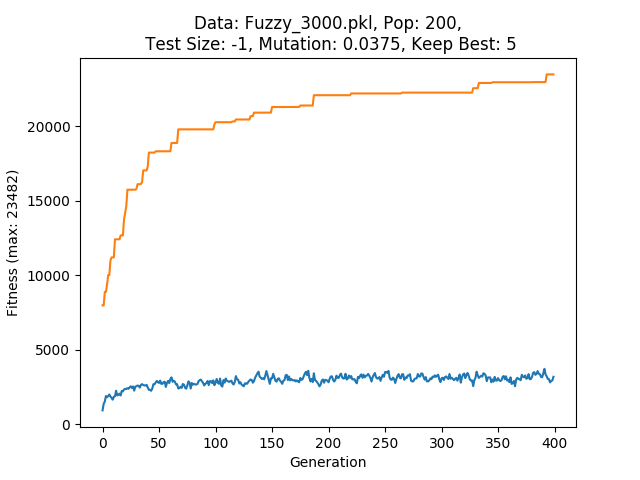 Data: Fuzzy_3000.pkl, Pop: 200,
Test Size: -1, Mutation: 0.0375, Keep Best: 5
Fitness (max: 23482)
20000
15000
10000
5000
0
0 50 100 150 200 250 300 350 400
Generation